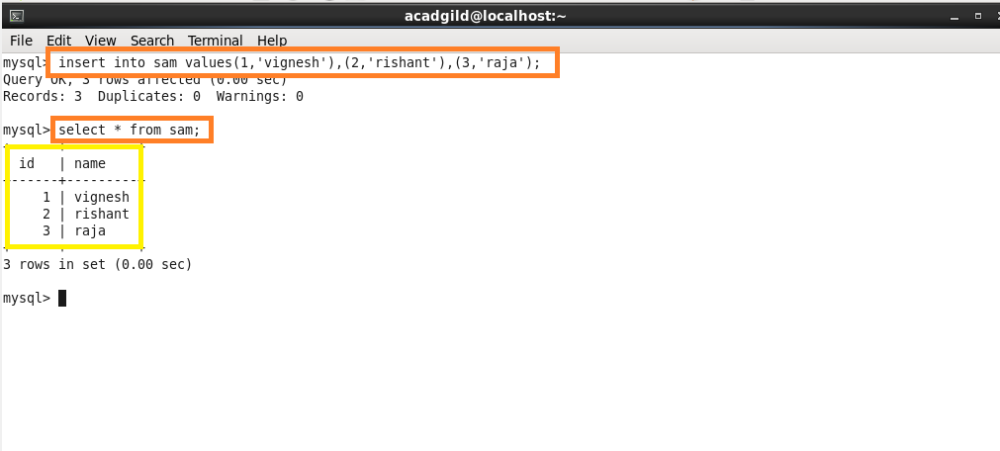 acadgild@localhost:~
File Edit View Search Terminal Help
mysql> insert into sam values(1,'vignesh'),(2,'rishant'),(3,'raja');
Query OK, 3 rows affected (0.00 sec)
Records: 3  Duplicates: 0  Warnings: 0
mysql> select * from sam;
id | name
-------+---------
1 | vignesh
2 | rishant
3 | raja
3 rows in set (0.00 sec)
mysql>